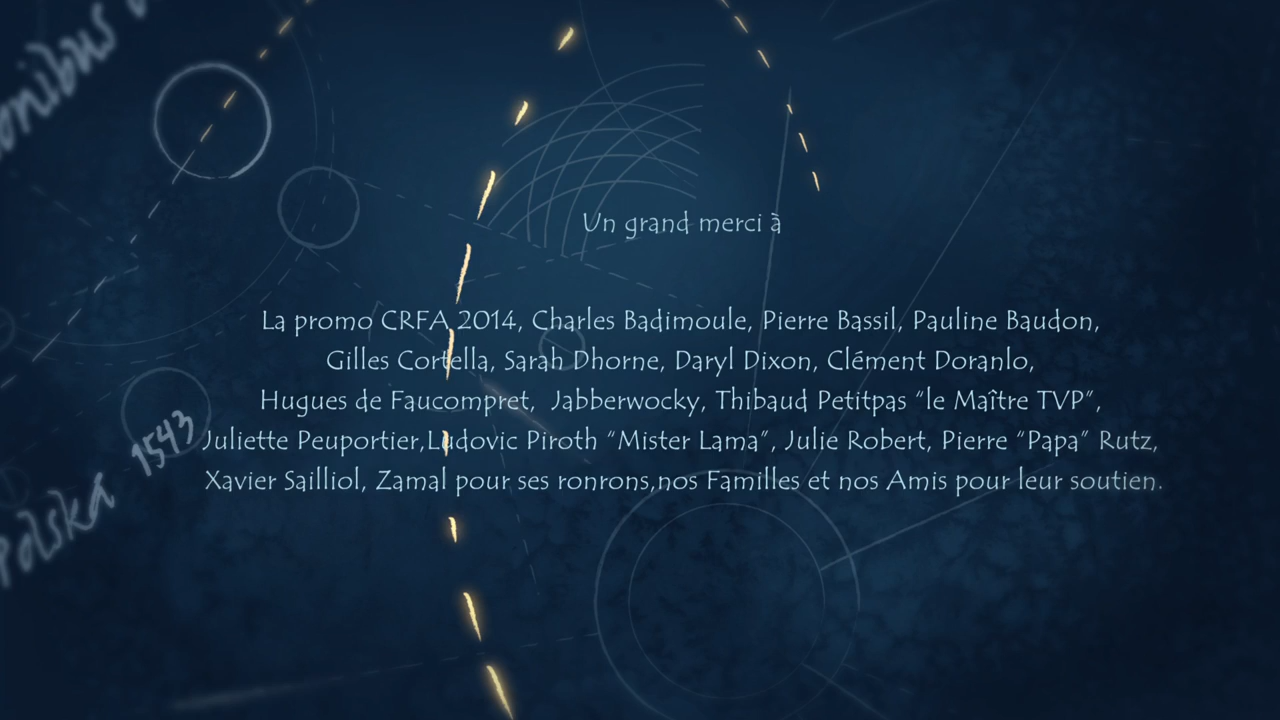 onibus
Un grand merci à
La promo CRFA 2014, Charles Badimoule, Pierre Bassil, Pauline Baudon,
Gilles Cortella, Sarah Dhorne, Daryl Dixon, Clément Doranlo,
Hugues de Faucompret,  Jabberwocky, Thibaud Petitpas “le Maître TVP”,
Juliette Peuportier,Ludovic Piroth “Mister Lama”, Julie Robert, Pierre “Papa” Rutz,
Xavier Sailliol, Zamal pour ses ronrons,nos Familles et nos Amis pour leur soutien.
Polská 1543